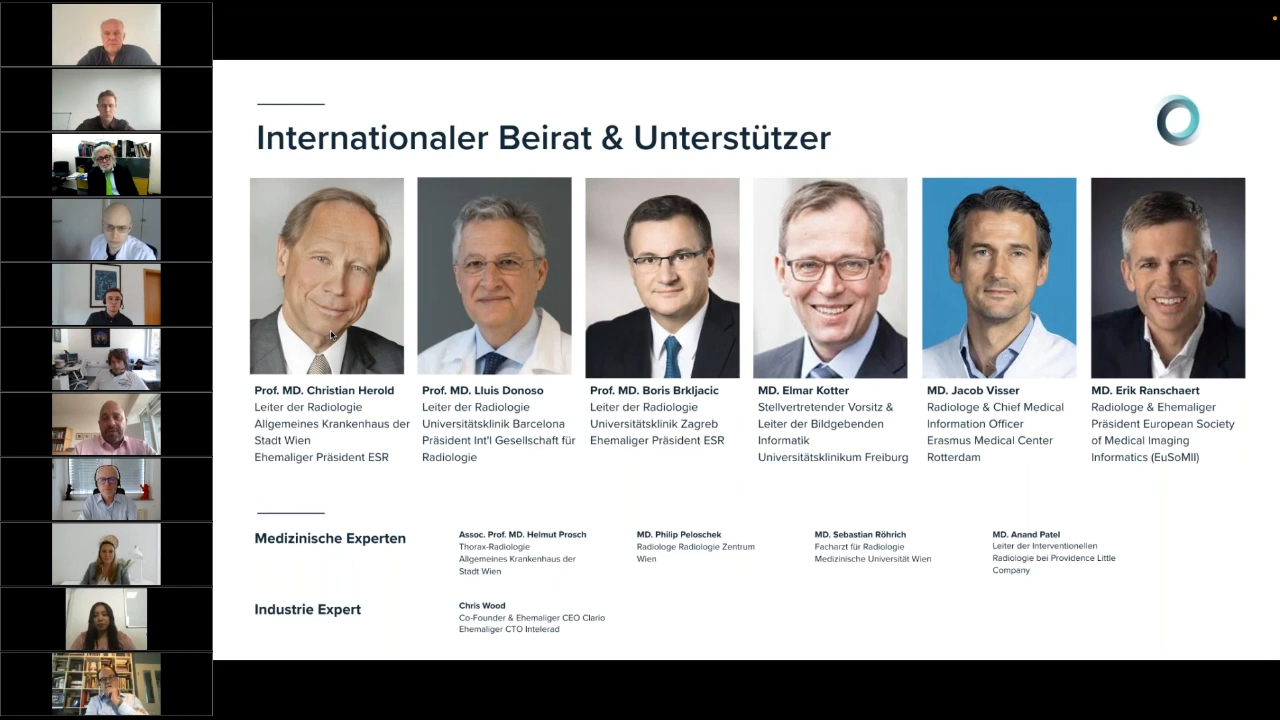 Internationaler Beirat & Unterstützer
Prof. MD. Christian Herold
Leiter der Radiologie
Allgemeines Krankenhaus der
Stadt Wien
Ehemaliger Präsident ESR
Prof. MD. Lluis Donoso
Leiter der Radiologie
Universitätsklinik Barcelona
Präsident Int'l Gesellschaft für
Radiologie
Prof. MD. Boris Brkljacic
Leiter der Radiologie
Universitätsklinik Zagreb
Ehemaliger Präsident ESR
MD. Elmar Kotter
Stellvertretender Vorsitz &
Leiter der Bildgebenden
Informatik
Universitätsklinikum Freiburg
MD. Jacob Visser
Radiologe & Chief Medical
Information Officer
Erasmus Medical Center
Rotterdam
MD. Erik Ranschaert
Radiologe & Ehemaliger
Präsident European Society
of Medical Imaging
Informatics (EuSoMII)
Medizinische Experten
Assoc. Prof. MD. Helmut Prosch
Thorax-Radiologie
Allgemeines Krankenhaus der
Stadt Wien
MD. Philip Peloschek
Radiologe Radiologie Zentrum
Wien
MD. Sebastian Röhrich
Facharzt für Radiologie
Medizinische Universität Wien
MD. Anand Patel
Leiter der Interventionellen
Radiologie bei Providence Little
Company
Industrie Expert
Chris Wood
Co-Founder & Ehemaliger CEO Clario
Ehemaliger CTO Intelerad